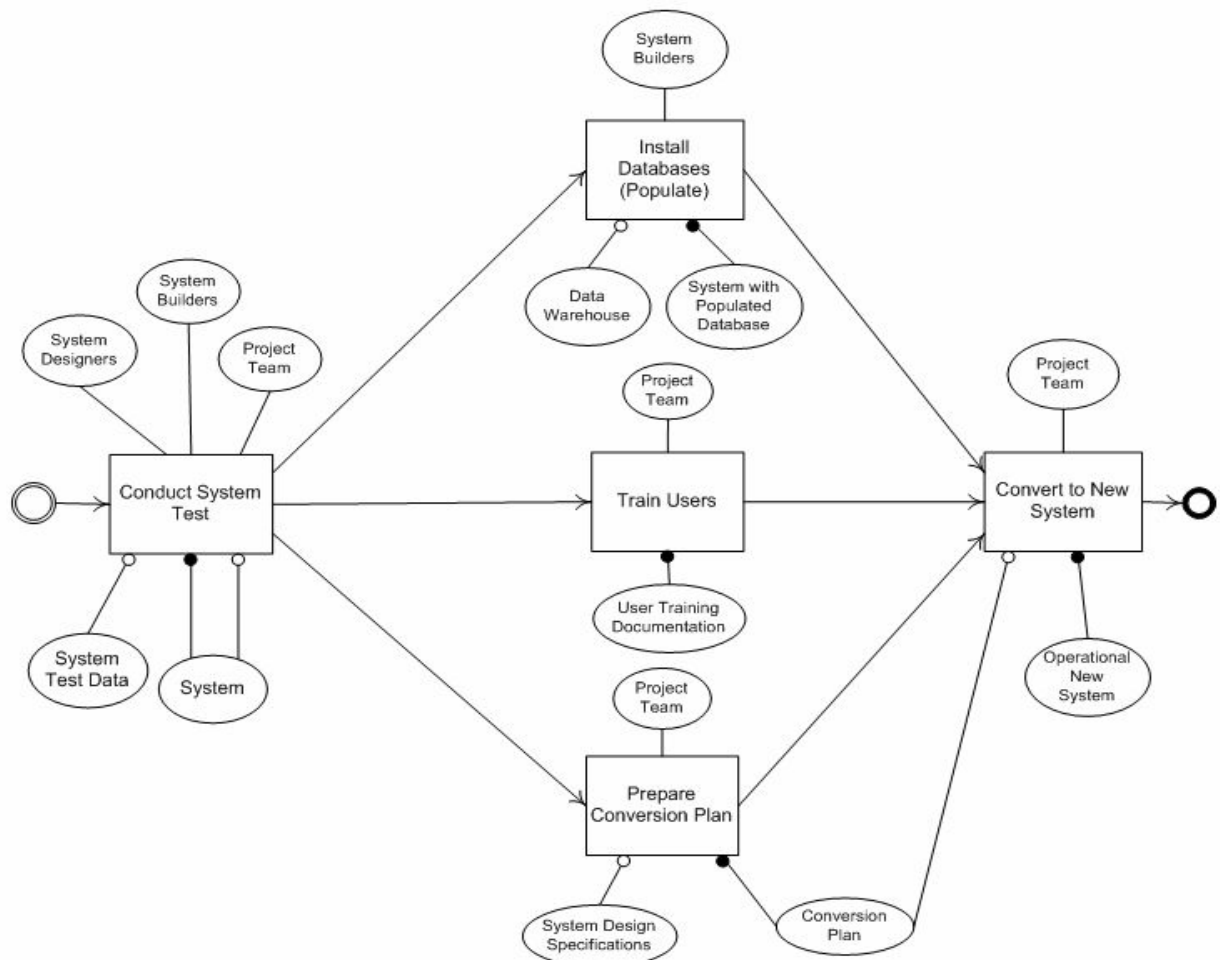 System
Builders
Install
Databases
(Populate)
Data
Warehouse
System with
Populated
Database
System
Builders
System
Designers
Project
Team
Conduct System
Test
System
Test Data
System
Project
Team
Train Users
User Training
Documentation
Project
Team
Prepare
Conversion Plan
System Design
Specifications
Conversion
Plan
Project
Team
Convert to New
System
Operational
New
System